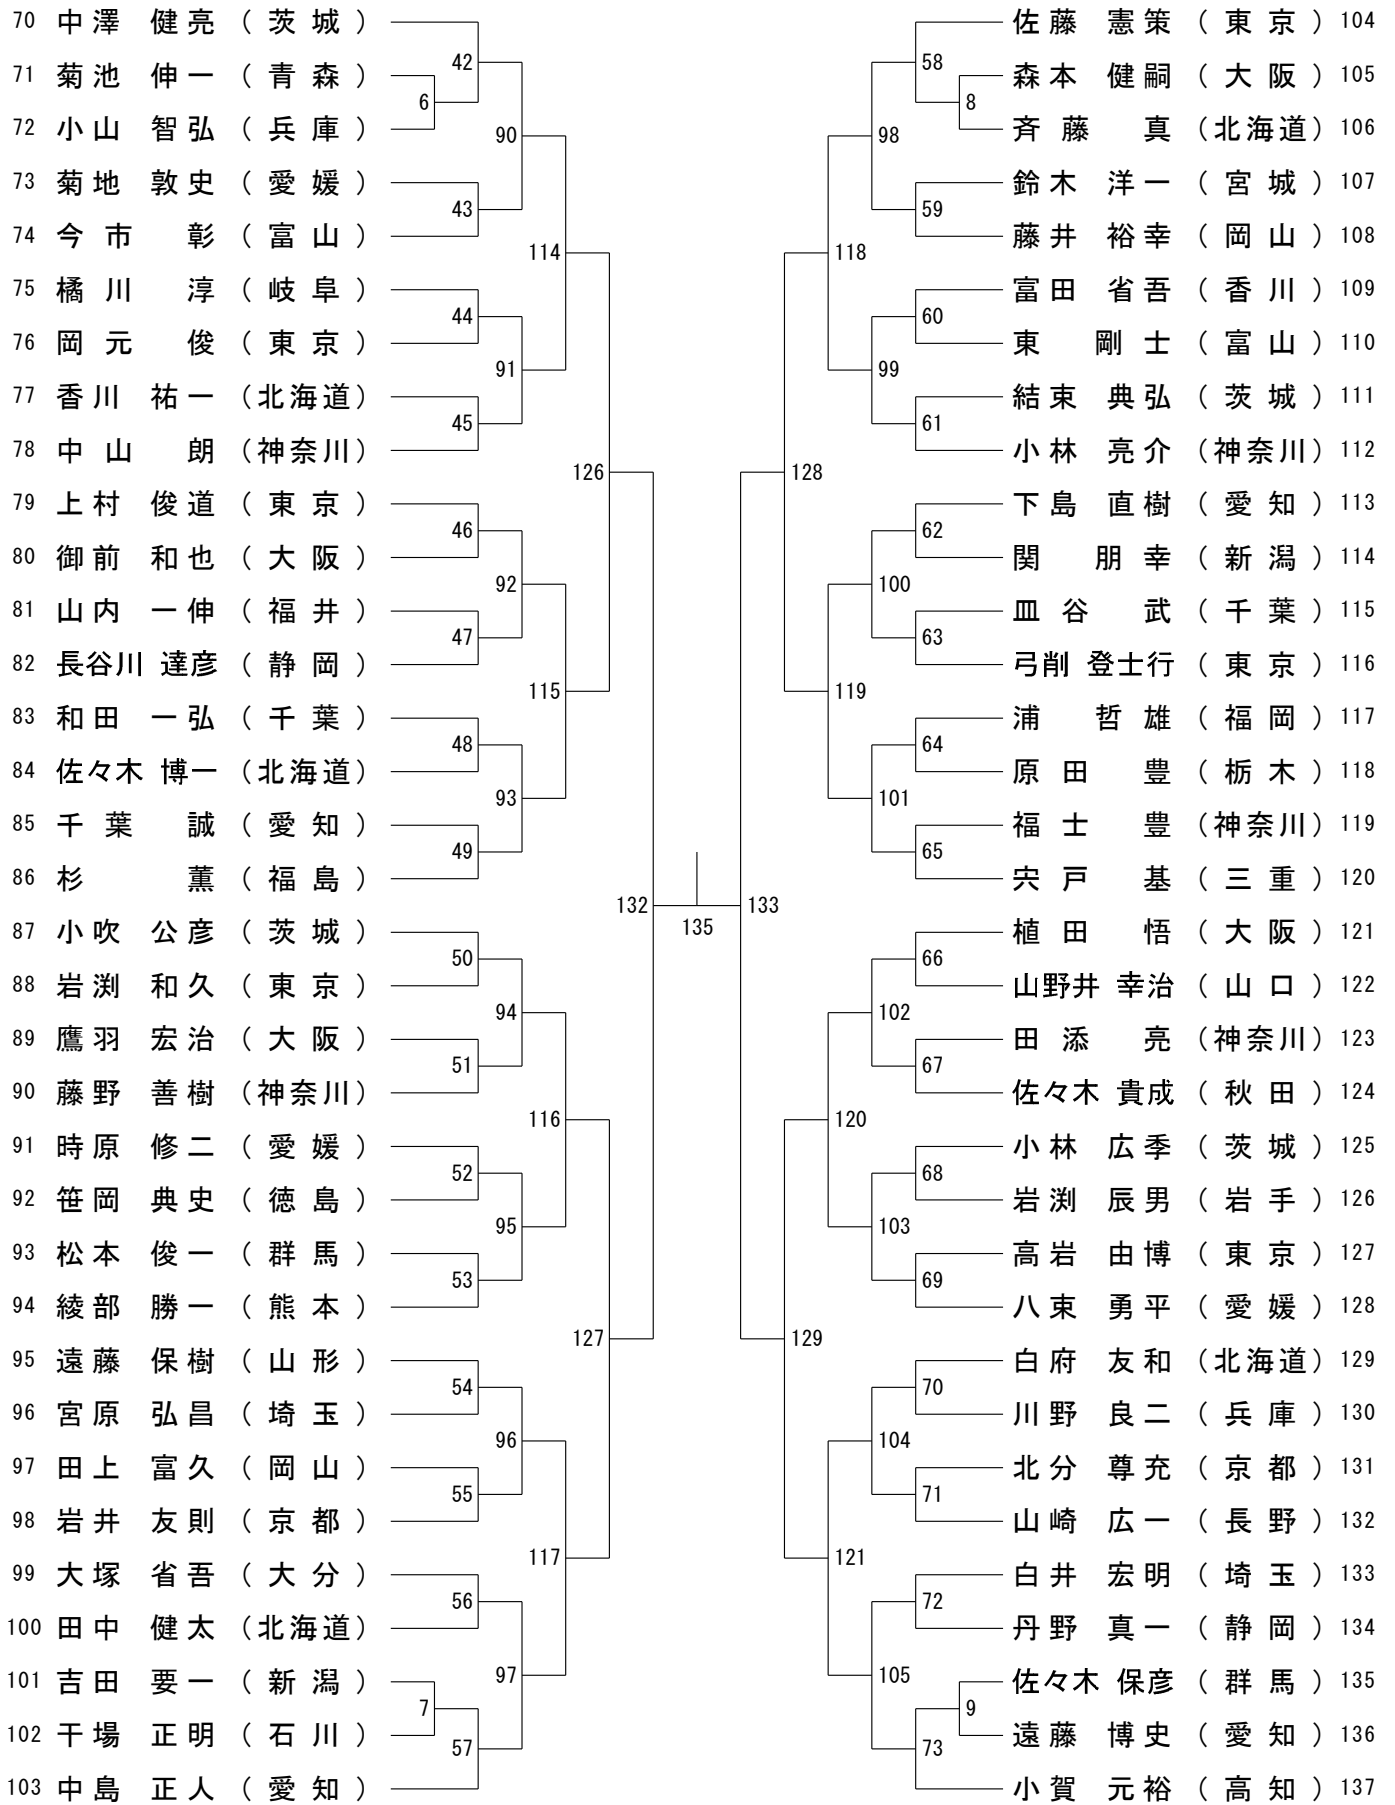 70 中澤 健亮 （茨城）
71 菊池 伸一 （青森）
72 小山 智弘 （兵庫）
73 菊地 敦史 （愛媛）
74 今市 彰 （富山）
75 橘川 淳 （岐阜）
76 岡元 俊 （東京）
77 香川 祐一 （北海道）
78 中山 朗 （神奈川）
79 上村 俊道 （東京）
80 御前 和也 （大阪）
81 山内 一伸 （福井）
82 長谷川 達彦 （静岡）
83 和田 一弘 （千葉）
84 佐々木 博一 （北海道）
85 千葉 誠 （愛知）
86 杉 薫 （福島）
87 小吹 公彦 （茨城）
88 岩渕 和久 （東京）
89 鷹羽 宏治 （大阪）
90 藤野 善樹 （神奈川）
91 時原 修二 （愛媛）
92 笹岡 典史 （徳島）
93 松本 俊一 （群馬）
94 綾部 勝一 （熊本）
95 遠藤 保樹 （山形）
96 宮原 弘昌 （埼玉）
97 田上 富久 （岡山）
98 岩井 友則 （京都）
99 大塚 省吾 （大分）
100 田中 健太 （北海道）
101 吉田 要一 （新潟）
102 干場 正明 （石川）
103 中島 正人 （愛知）
6
7
42
43
44
45
46
47
48
49
50
51
52
53
54
55
56
57
90
91
92
93
94
95
96
97
114
115
116
117
126
127
132
135
133
128
129
118
119
120
121
98
99
100
101
102
103
104
105
58
59
60
61
62
63
64
65
66
67
68
69
70
71
72
73
8
9
佐藤 憲策 （東京） 104
森本 健嗣 （大阪） 105
斉藤 真 （北海道） 106
鈴木 洋一 （宮城） 107
藤井 裕幸 （岡山） 108
富田 省吾 （香川） 109
東 剛士 （富山） 110
結束 典弘 （茨城） 111
小林 亮介 （神奈川） 112
下島 直樹 （愛知） 113
関 朋幸 （新潟） 114
皿谷 武 （千葉） 115
弓削 登士行 （東京） 116
浦 哲雄 （福岡） 117
原田 豊 （栃木） 118
福士 豊 （神奈川） 119
宍戸 基 （三重） 120
植田 悟 （大阪） 121
山野井 幸治 （山口） 122
田添 亮 （神奈川） 123
佐々木 貴成 （秋田） 124
小林 広季 （茨城） 125
岩渕 辰男 （岩手） 126
高岩 由博 （東京） 127
八束 勇平 （愛媛） 128
白府 友和 （北海道） 129
川野 良二 （兵庫） 130
北分 尊充 （京都） 131
山崎 広一 （長野） 132
白井 宏明 （埼玉） 133
丹野 真一 （静岡） 134
佐々木 保彦 （群馬） 135
遠藤 博史 （愛知） 136
小賀 元裕 （高知） 137